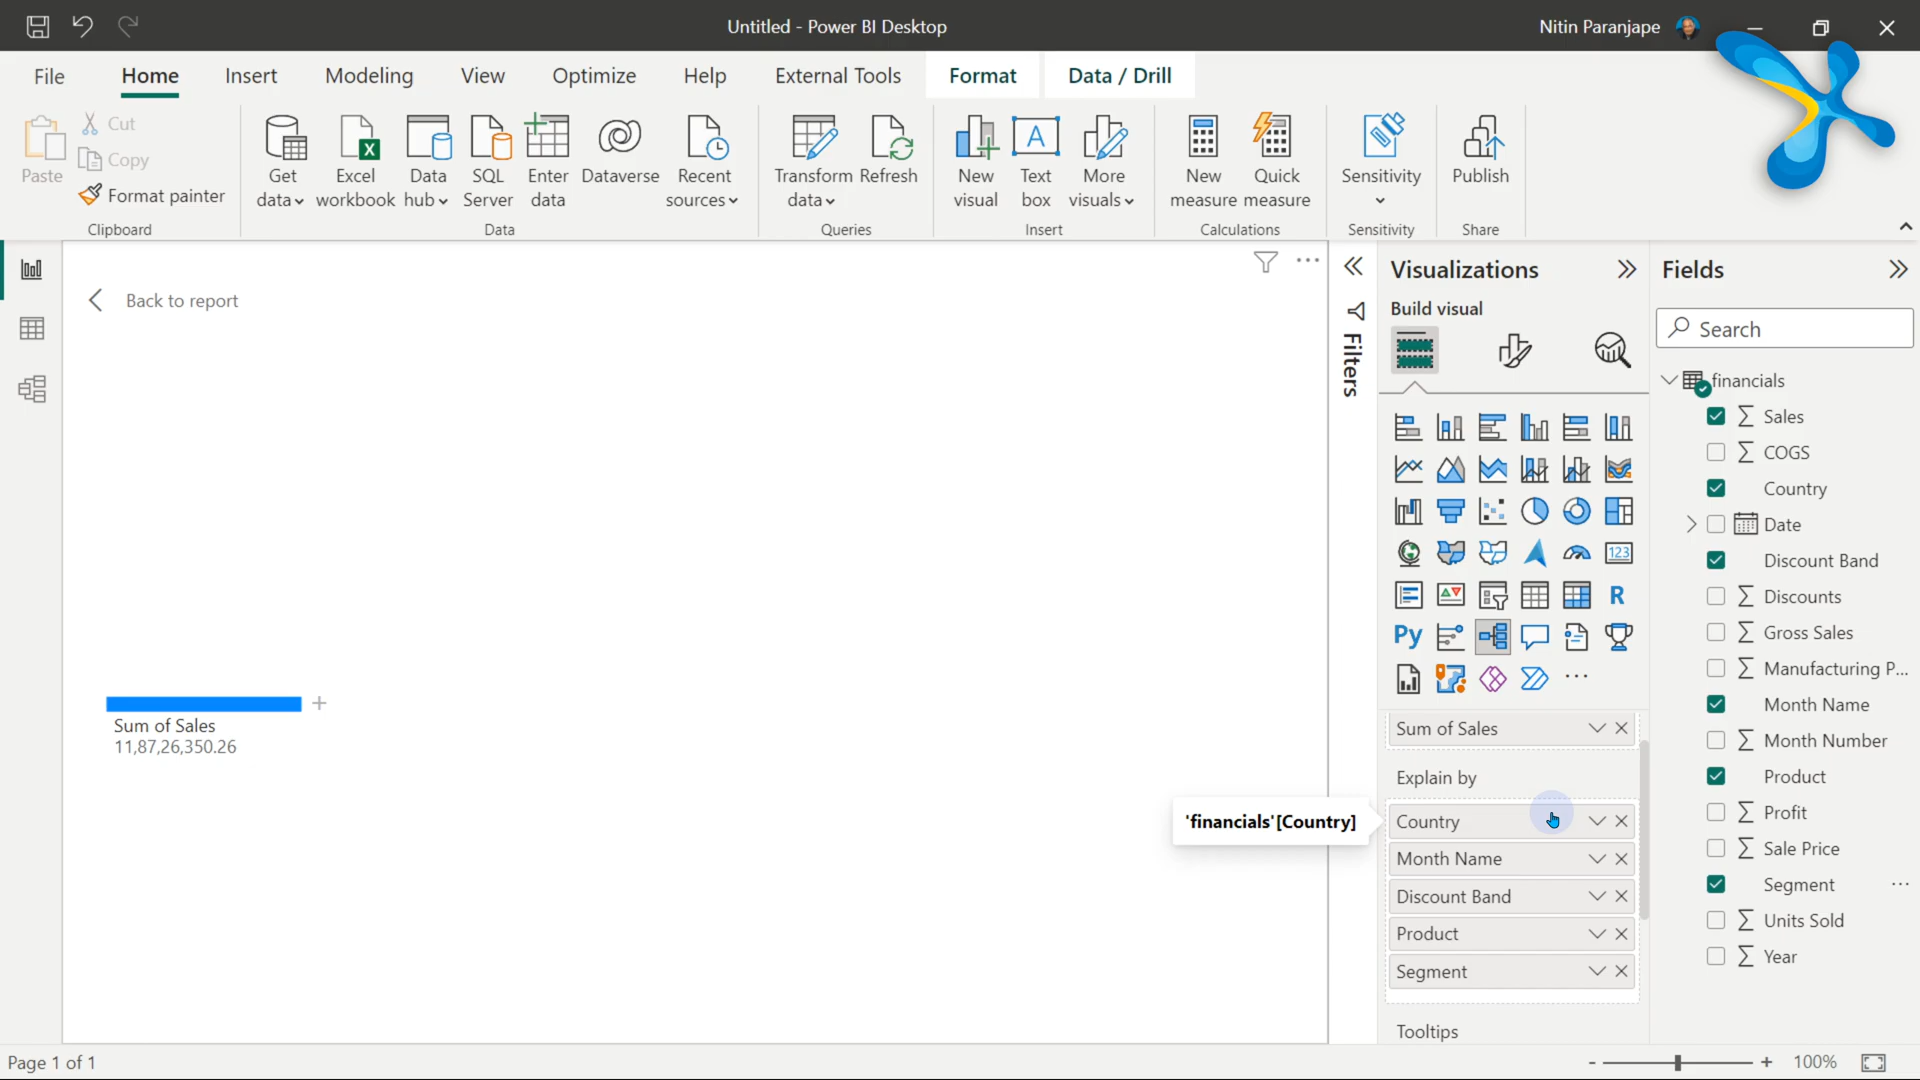 Untitled - Power BI Desktop
Nitin Paranjape
File
Home
Insert
Modeling
View
Optimize
Help
External Tools
Format
Data / Drill
Paste
Cut
Copy
Format painter
Clipboard
Get
data
Excel
workbook
Data
hub
SQL
Server
Enter
data
Dataverse
Recent
sources
Data
Transform
data
Refresh
Queries
New
visual
A
Text
box
More
visuals
Insert
New
measure
Quick
measure
Calculations
Sensitivity
Sensitivity
Publish
Share
Back to report
Sum of Sales
11,87,26,350.26
Filters
Visualizations
Build visual
123
R
Py
Sum of Sales
Explain by
'financials'[Country]
Country
Month Name
Discount Band
Product
Segment
Tooltips
Fields
Search
financials
Sales
COGS
Country
Date
Discount Band
Discounts
Gross Sales
Manufacturing P...
Month Name
Month Number
Product
Profit
Sale Price
Segment
Units Sold
Year
Page 1 of 1
100%